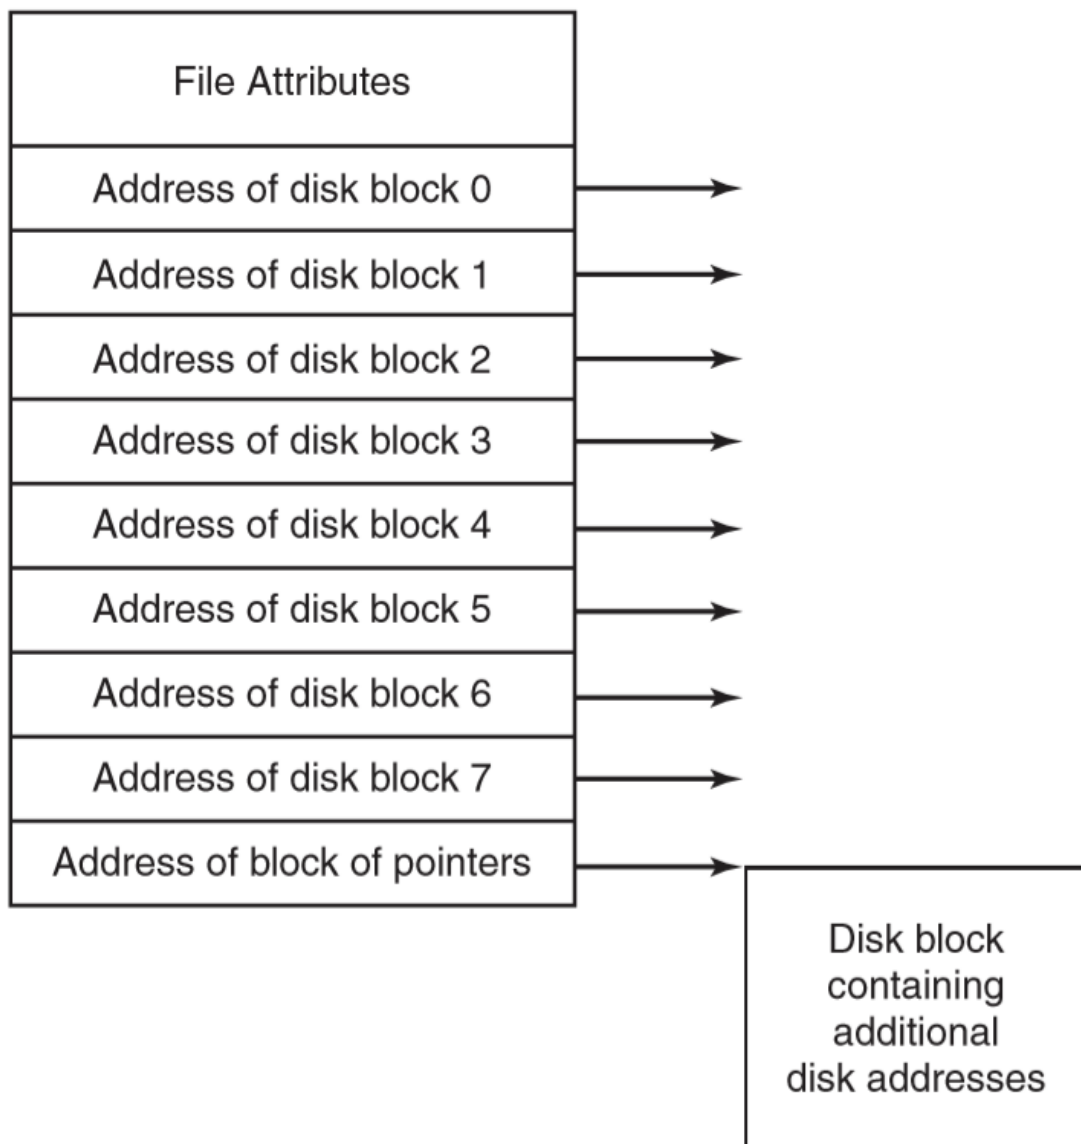 File Attributes
Address of disk block 0
Address of disk block 1
Address of disk block 2
Address of disk block 3
Address of disk block 4
Address of disk block 5
Address of disk block 6
Address of disk block 7
Address of block of pointers
Disk block
containing
additional
disk addresses